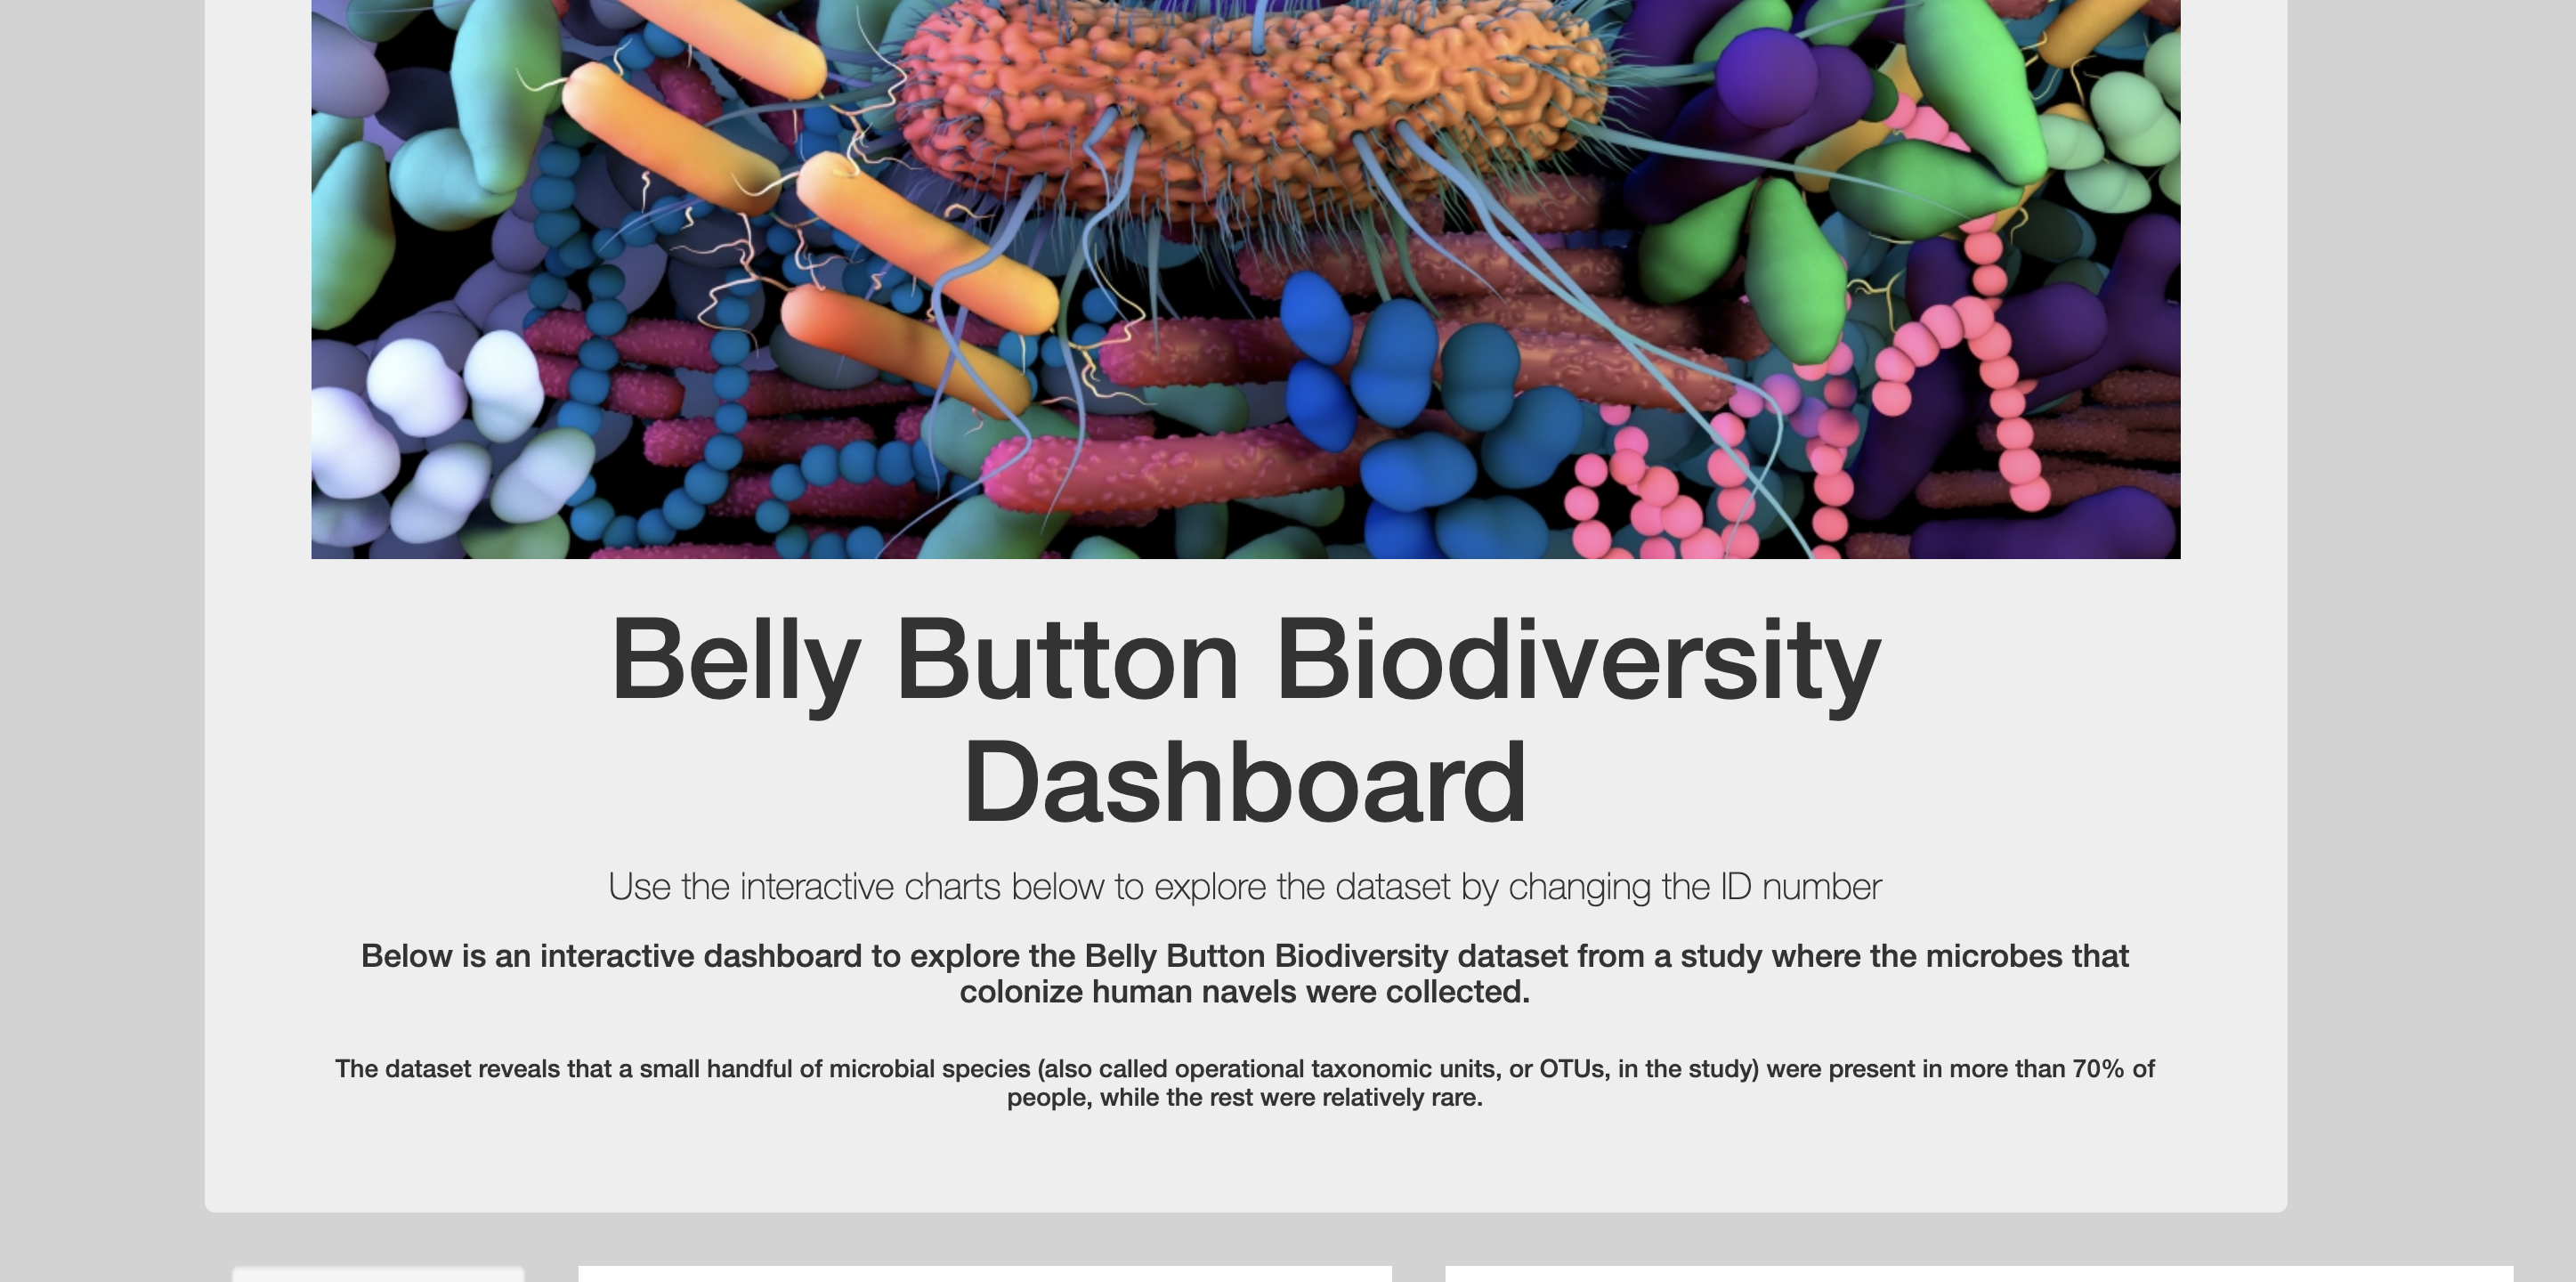 Belly Button Biodiversity
Dashboard
Use the interactive charts below to explore the dataset by changing the ID number
Below is an interactive dashboard to explore the Belly Button Biodiversity dataset from a study where the microbes that
colonize human navels were collected.
The dataset reveals that a small handful of microbial species (also called operational taxonomic units, or OTUs, in the study) were present in more than 70% of
people, while the rest were relatively rare.